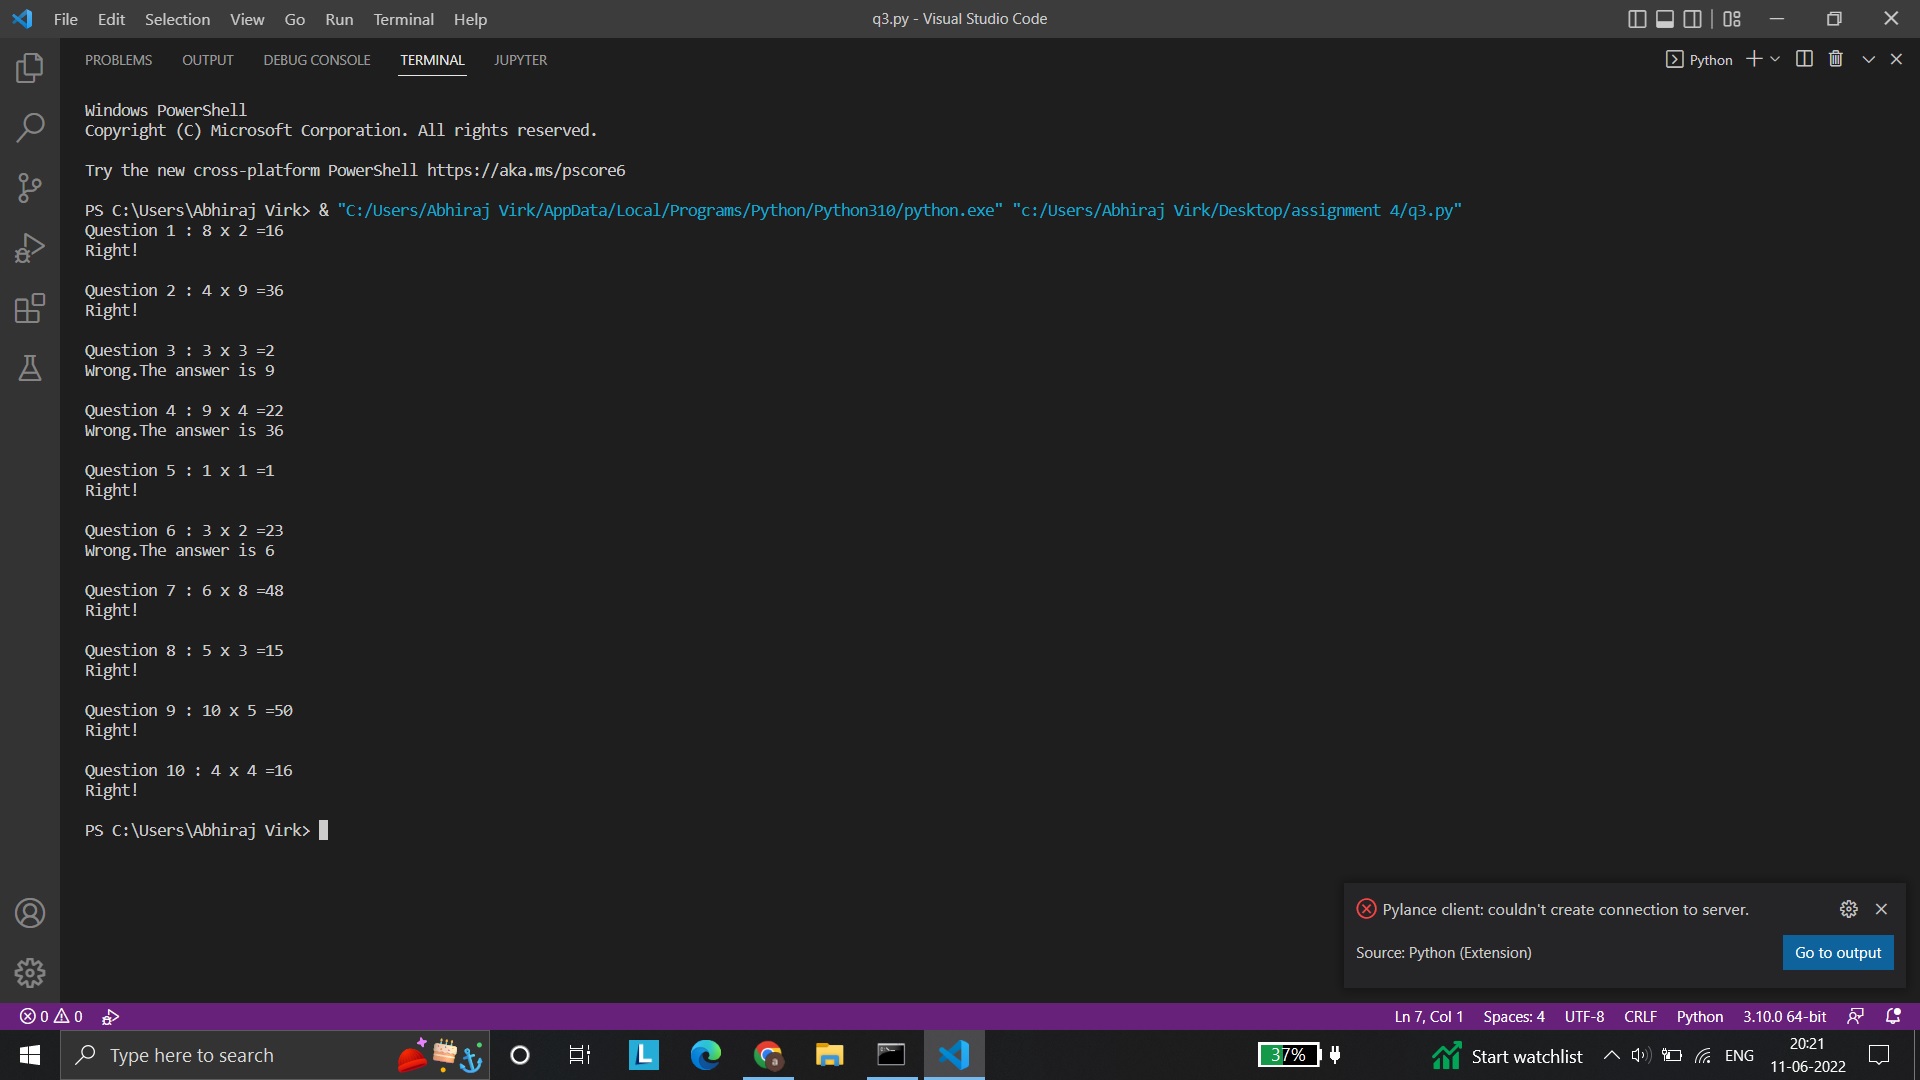 File Edit Selection View Go Run Terminal Help
q3.py - Visual Studio Code
PROBLEMS OUTPUT DEBUG CONSOLE TERMINAL JUPYTER
Python
Windows PowerShell
Copyright (C) Microsoft Corporation. All rights reserved.
Try the new cross-platform PowerShell https://aka.ms/pscore6
PS C:\Users\Abhiraj Virk> & "C:/Users/Abhiraj Virk/AppData/Local/Programs/Python/Python310/python.exe" "c:/Users/Abhiraj Virk/Desktop/assignment 4/q3.py"
Question 1 : 8 x 2 =16
Right!
Question 2 : 4 x 9 =36
Right!
Question 3 : 3 x 3 =2
Wrong.The answer is 9
Question 4 : 9 x 4 =22
Wrong.The answer is 36
Question 5 : 1 x 1 =1
Right!
Question 6 : 3 x 2 =23
Wrong.The answer is 6
Question 7 : 6 x 8 =48
Right!
Question 8 : 5 x 3 =15
Right!
Question 9 : 10 x 5 =50
Right!
Question 10 : 4 x 4 =16
Right!
PS C:\Users\Abhiraj Virk>
Pylance client: couldn't create connection to server.
Source: Python (Extension)
Go to output
0 0
Ln 7, Col 1 Spaces: 4 UTF-8 CRLF Python 3.10.0 64-bit
Type here to search
L
a
37%
Start watchlist
ENG
20:21
11-06-2022